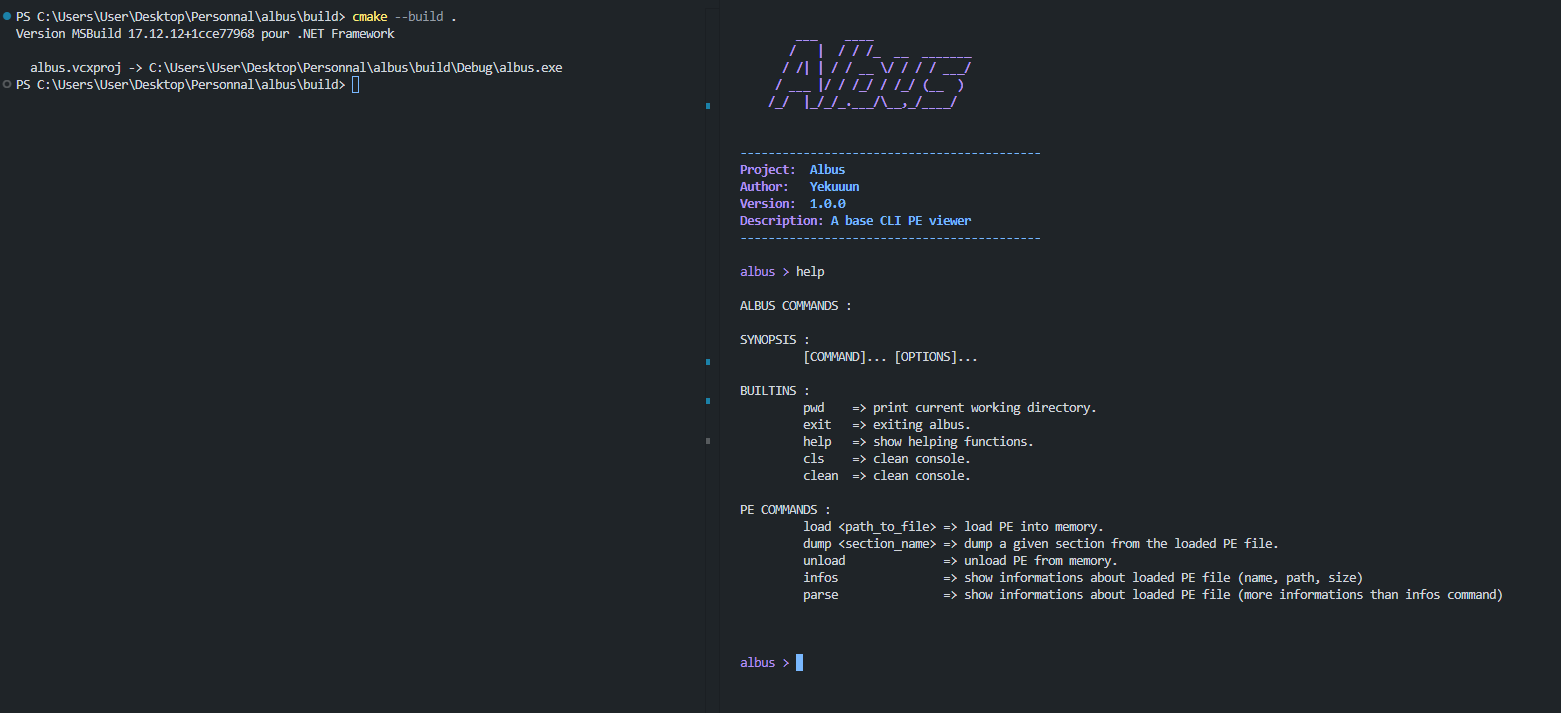 PS C:\Users\User\Desktop\Personnal\albus\build> cmake --build .
Version MSBuild 17.12.12+1cce77968 pour .NET Framework
albus.vcxproj -> C:\Users\User\Desktop\Personnal\albus\build\Debug\albus.exe
PS C:\Users\User\Desktop\Personnal\albus\build>
Albus
-------------------------------------------
Project: Albus
Author: Yekuuun
Version: 1.0.0
Description: A base CLI PE viewer
-------------------------------------------
albus > help
ALBUS COMMANDS :
SYNOPSIS :
[COMMAND]... [OPTIONS]...
BUILTINS :
pwd => print current working directory.
exit => exiting albus.
help => show helping functions.
cls => clean console.
clean => clean console.
PE COMMANDS :
load <path_to_file> => load PE into memory.
dump <section_name> => dump a given section from the loaded PE file.
unload => unload PE from memory.
infos => show informations about loaded PE file (name, path, size)
parse => show informations about loaded PE file (more informations than infos command)
albus >